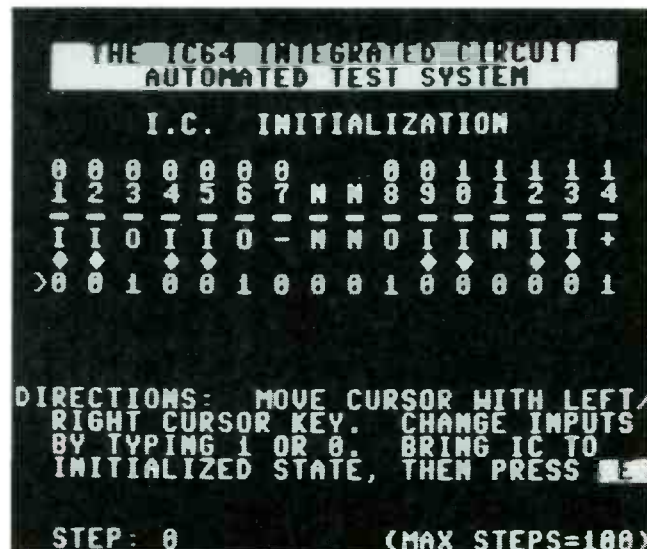 THE IC64 INTEGRATED CIRCUIT
AUTOMATED TEST SYSTEM
I.C. INITIALIZATION
0 0 0 0 0 0 0 0 0 1 1 1 1 1
1 2 3 4 5 6 7 N N 8 9 0 1 2 3 4
I I O I I O - N N O I I N I I +
>0 0 1 0 0 1 0 0 0 1 0 0 0 0 0 1
DIRECTIONS: MOVE CURSOR WITH LEFT/
RIGHT CURSOR KEY. CHANGE INPUTS
BY TYPING 1 OR 0. BRING IC TO
INITIALIZED STATE, THEN PRESS
STEP: 0 (MAX STEPS=100)